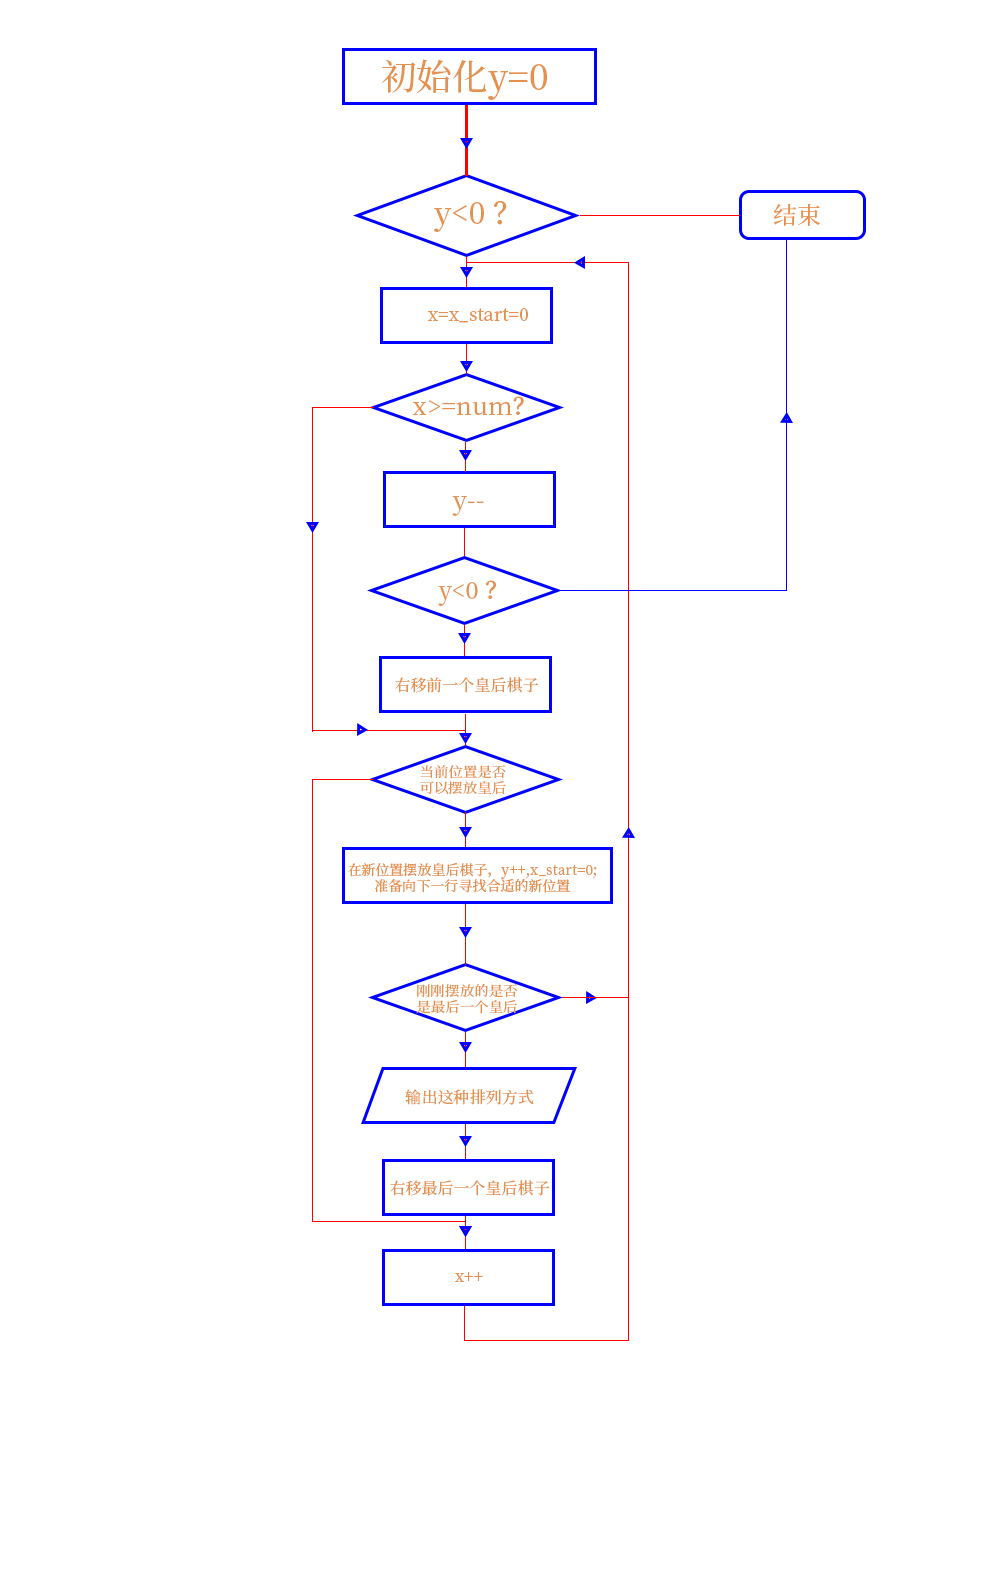 初始化y=0
y<0？
结束
x=x_start=0
x>=num?
y--
y<0？
右移前一个皇后棋子
当前位置是否
可以摆放皇后
在新位置摆放皇后棋子，y++,x_start=0;
准备向下一行寻找合适的新位置
刚刚摆放的是否
是最后一个皇后
输出这种排列方式
右移最后一个皇后棋子
x++